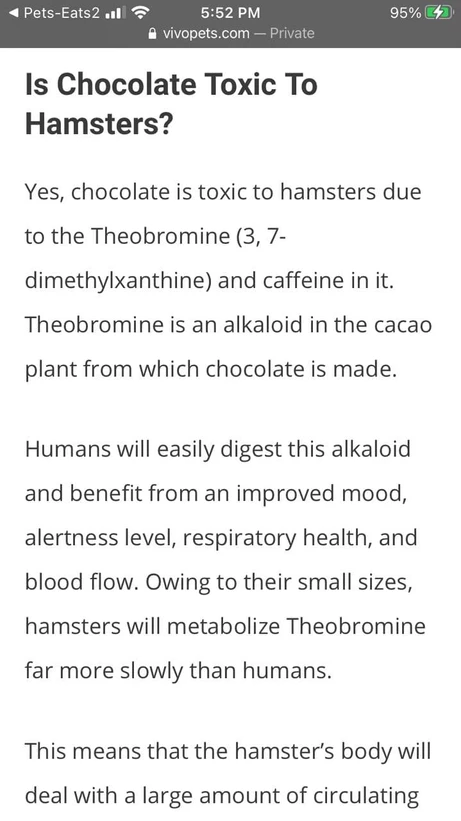 Pets-Eats2 5:52 PM 95%
vivopets.com — Private
Is Chocolate Toxic To
Hamsters?
Yes, chocolate is toxic to hamsters due
to the Theobromine (3, 7-
dimethylxanthine) and caffeine in it.
Theobromine is an alkaloid in the cacao
plant from which chocolate is made.
Humans will easily digest this alkaloid
and benefit from an improved mood,
alertness level, respiratory health, and
blood flow. Owing to their small sizes,
hamsters will metabolize Theobromine
far more slowly than humans.
This means that the hamster’s body will
deal with a large amount of circulating